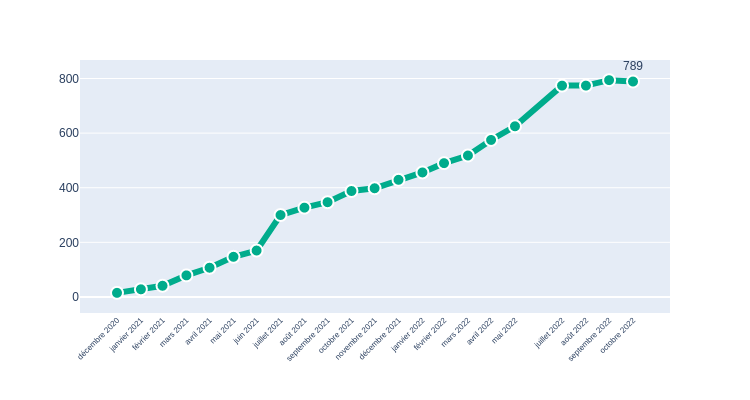 789
800
600
400
200
0
décembre 2020
janvier 2021
février 2021
mars 2021
avril 2021
mai 2021
juin 2021
juillet 2021
août 2021
septembre 2021
octobre 2021
novembre 2021
décembre 2021
janvier 2022
février 2022
mars 2022
avril 2022
mai 2022
juillet 2022
août 2022
septembre 2022
octobre 2022